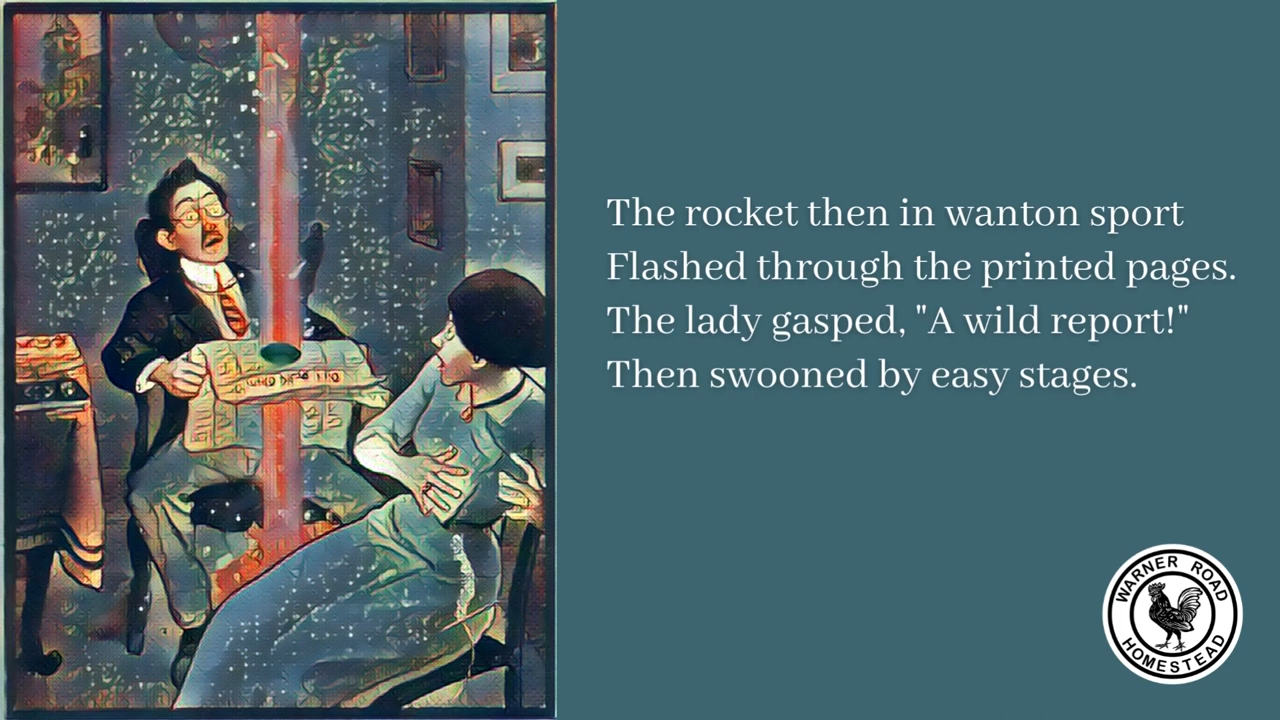 The rocket then in wanton sport
Flashed through the printed pages.
The lady gasped, "A wild report!"
Then swooned by easy stages.
WARNER ROAD
HOMESTEAD